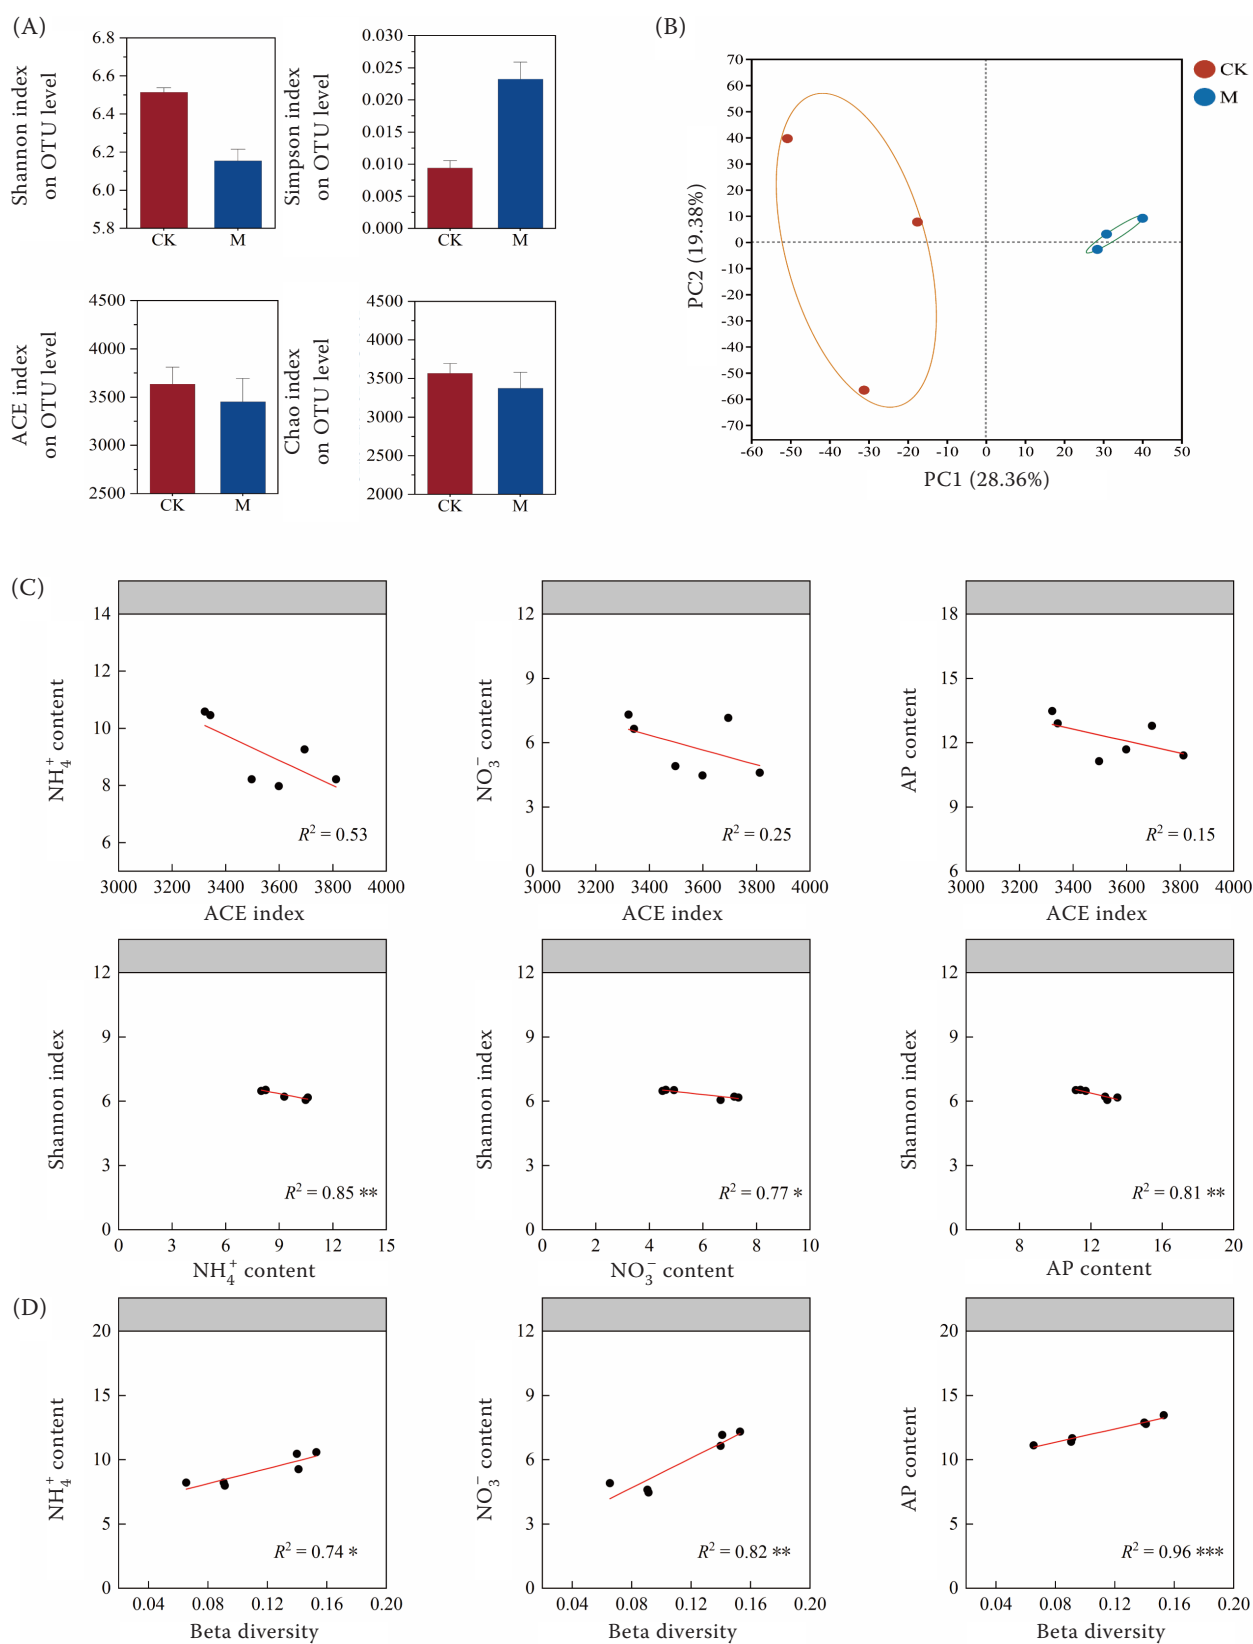 (A)
Shannon index
on OTU level
6.8
6.6
6.4
6.2
6.0
5.8
CK M
Simpson index
on OTU level
0.030
0.025
0.020
0.015
0.010
0.005
0.000
CK M
ACE index
on OTU level
4500
4000
3500
3000
2500
CK M
Chao index
on OTU level
4500
4000
3500
3000
2500
2000
CK M
(B)
PC2 (19.38%)
70
60
50
40
30
20
10
0
-10
-20
-30
-40
-50
-60
-70
-60 -50 -40 -30 -20 -10 0 10 20 30 40 50
PC1 (28.36%)
CK
M
(C)
NH₄⁺ content
14
12
10
8
6
R² = 0.53
3000 3200 3400 3600 3800 4000
ACE index
NO₃⁻ content
12
9
6
3
0
R² = 0.25
3000 3200 3400 3600 3800 4000
ACE index
AP content
18
15
12
9
6
R² = 0.15
3000 3200 3400 3600 3800 4000
ACE index
Shannon index
12
9
6
3
0
R² = 0.85 **
0 3 6 9 12 15
NH₄⁺ content
Shannon index
12
9
6
3
0
R² = 0.77 *
0 2 4 6 8 10
NO₃⁻ content
Shannon index
12
9
6
3
0
R² = 0.81 **
8 12 16 20
AP content
(D)
NH₄⁺ content
20
15
10
5
0
R² = 0.74 *
0.04 0.08 0.12 0.16 0.20
Beta diversity
NO₃⁻ content
12
9
6
3
0
R² = 0.82 **
0.04 0.08 0.12 0.16 0.20
Beta diversity
AP content
20
15
10
5
0
R² = 0.96 ***
0.04 0.08 0.12 0.16 0.20
Beta diversity